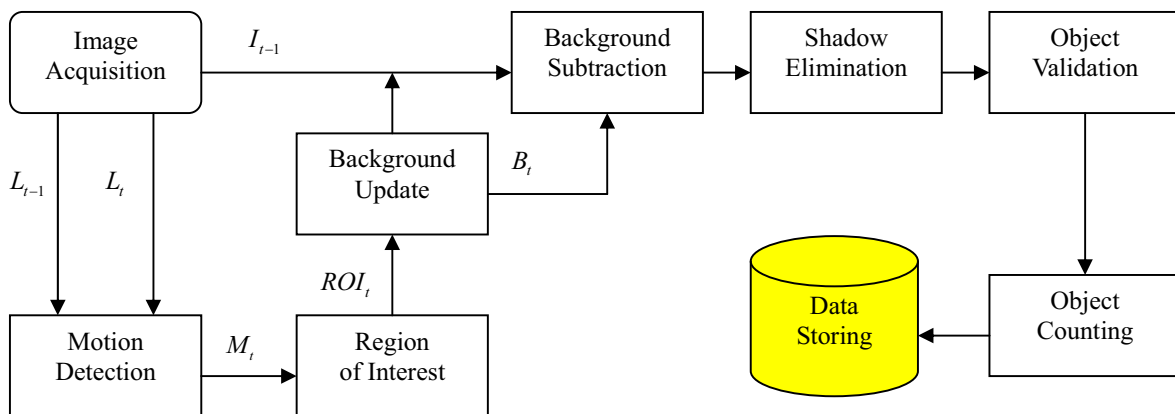 Image
Acquisition
I_{t-1}
Background
Subtraction
Shadow
Elimination
Object
Validation
L_{t-1}
L_t
Background
Update
B_t
ROI_t
Motion
Detection
M_t
Region
of Interest
Data
Storing
Object
Counting